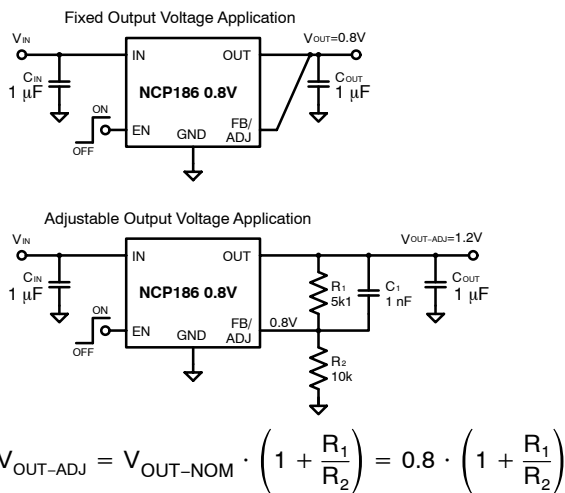 Fixed Output Voltage Application
VIN
VOUT=0.8V
IN
OUT
CIN
1 μF
NCP186 0.8V
COUT
1 μF
ON
OFF
EN
GND
FB/
ADJ
Adjustable Output Voltage Application
VIN
VOUT-ADJ=1.2V
IN
OUT
CIN
1 μF
NCP186 0.8V
R1
5k1
C1
1 nF
COUT
1 μF
ON
OFF
EN
GND
FB/
ADJ
0.8V
R2
10k
VOUT−ADJ = VOUT−NOM · (1 + R1/R2) = 0.8 · (1 + R1/R2)